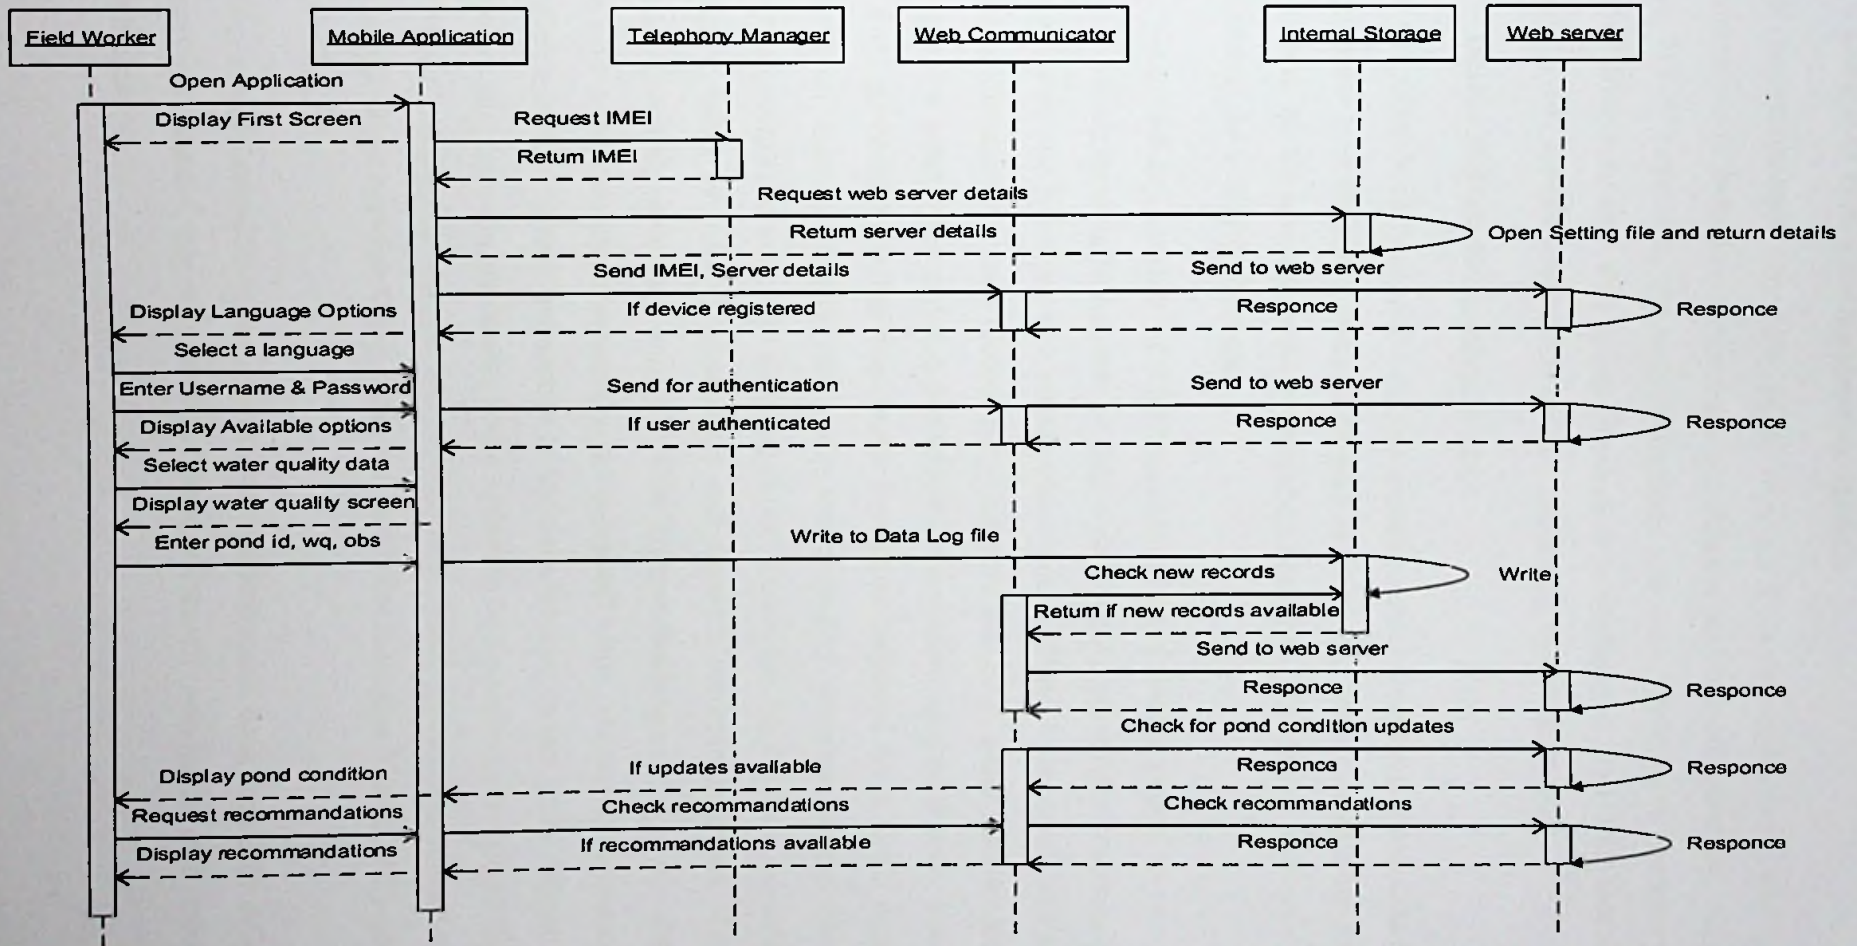 Field Worker
Mobile Application
Telephony Manager
Web Communicator
Internal Storage
Web server
Open Application
Display First Screen
Request IMEI
Return IMEI
Request web server details
Return server details
Open Setting file and return details
Send IMEI, Server details
Send to web server
Display Language Options
If device registered
Responce
Responce
Select a language
Enter Username & Password
Send for authentication
Send to web server
Display Available options
If user authenticated
Responce
Responce
Select water quality data
Display water quality screen
Enter pond id, wq, obs
Write to Data Log file
Check new records
Write
Return if new records available
Send to web server
Responce
Responce
Check for pond condition updates
Display pond condition
If updates available
Responce
Responce
Request recommandations
Check recommandations
Check recommandations
Display recommandations
If recommandations available
Responce
Responce